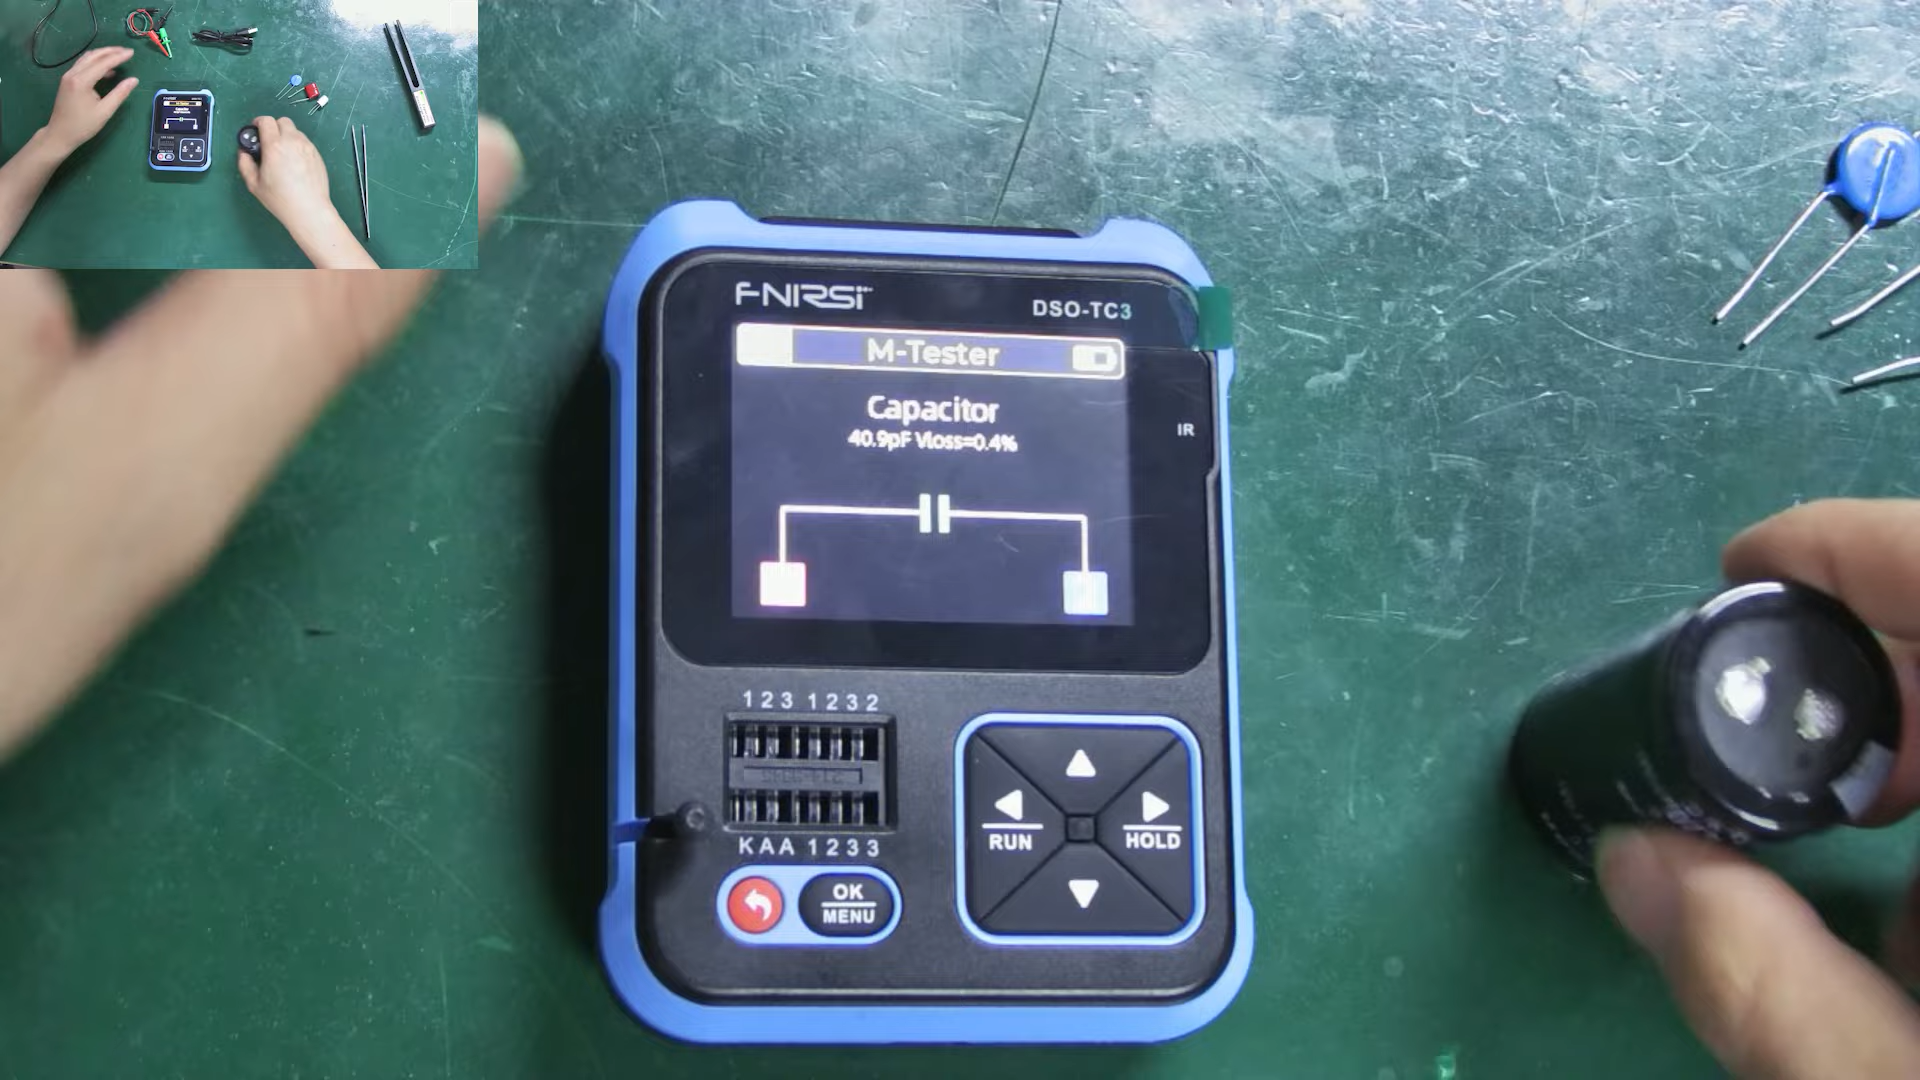 FNIRSI
DSO-TC3
M-Tester
Capacitor
40.9pF Vloss=0.4%
IR
1 2 3 1 2 3 2
K A A 1 2 3 3
RUN
HOLD
OK
MENU